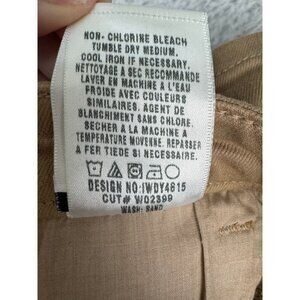 NON- CHLORINE BLEACH
TUMBLE DRY MEDIUM.
COOL IRON IF NECESSARY.
NETTOYAGE A SEC RECOMMANDE
LAVER EN MACHINE A L'EAU
FROIDE AVEC COULEURS
SIMILAIRES. AGENT DE
BLANCHIMENT SANS CHLORE.
SECHER A LA MACHINE A
TEMPERATURE MOYENNE. REPASSER
A FER TIEDE SI NECESSAIRE.
DESIGN NO:IWDY4615
CUT# W02399
WASH: SAND